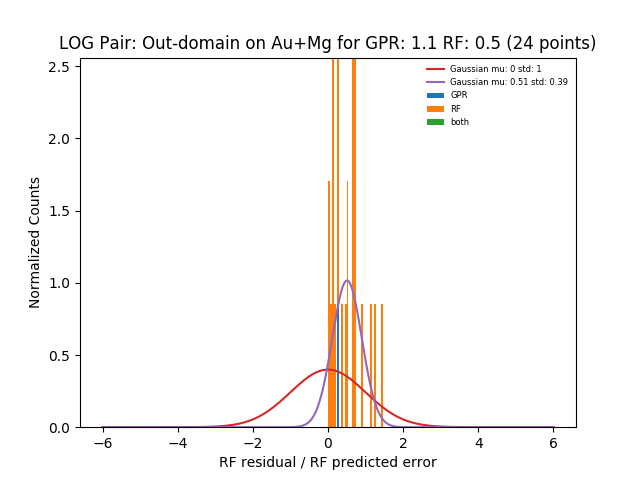 LOG Pair: Out-domain on Au+Mg for GPR: 1.1 RF: 0.5 (24 points)
Gaussian mu: 0 std: 1
Gaussian mu: 0.51 std: 0.39
GPR
RF
both
Normalized Counts
2.5
2.0
1.5
1.0
0.5
0.0
−6
−4
−2
0
2
4
6
RF residual / RF predicted error